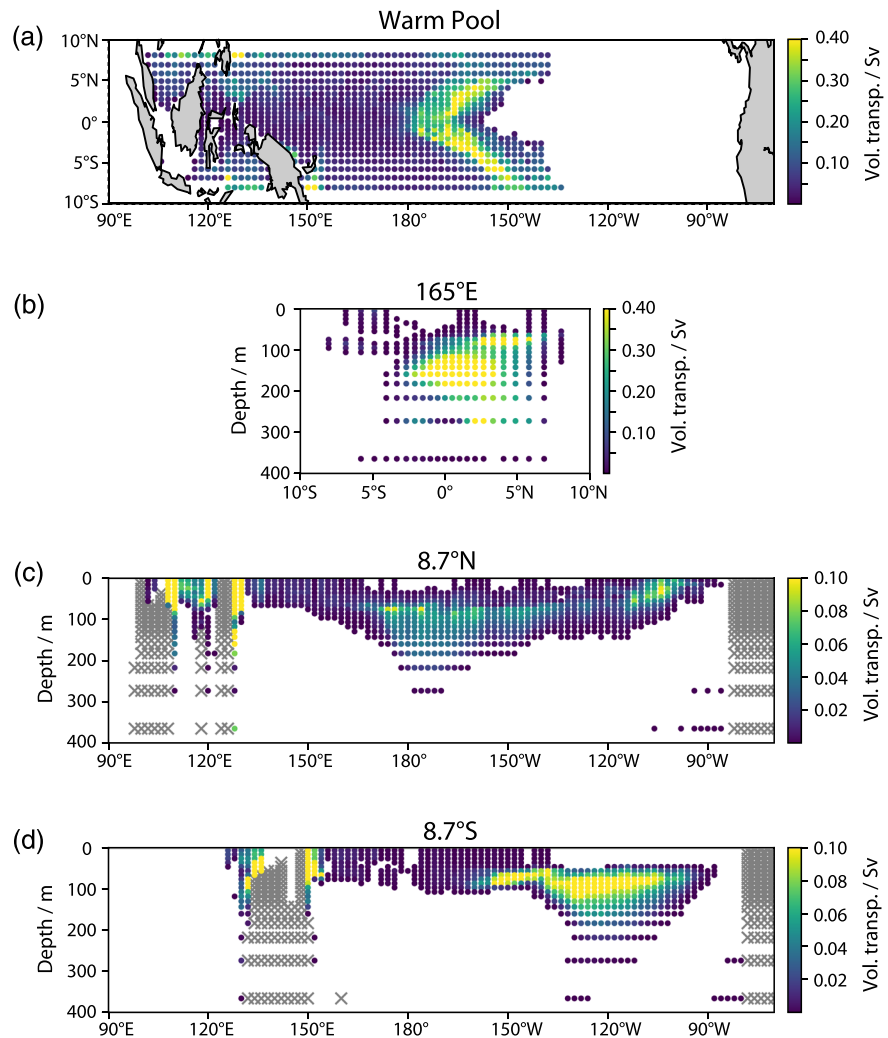 Warm Pool
(a)
10°N
5°N
0°
5°S
10°S
90°E 120°E 150°E 180° 150°W 120°W 90°W
0.40
0.30
0.20
0.10
Vol. transp. / Sv
165°E
(b)
0
100
200
300
400
Depth / m
10°S 5°S 0° 5°N 10°N
0.40
0.30
0.20
0.10
Vol. transp. / Sv
8.7°N
(c)
0
100
200
300
400
Depth / m
90°E 120°E 150°E 180° 150°W 120°W 90°W
0.10
0.08
0.06
0.04
0.02
Vol. transp. / Sv
8.7°S
(d)
0
100
200
300
400
Depth / m
90°E 120°E 150°E 180° 150°W 120°W 90°W
0.10
0.08
0.06
0.04
0.02
Vol. transp. / Sv